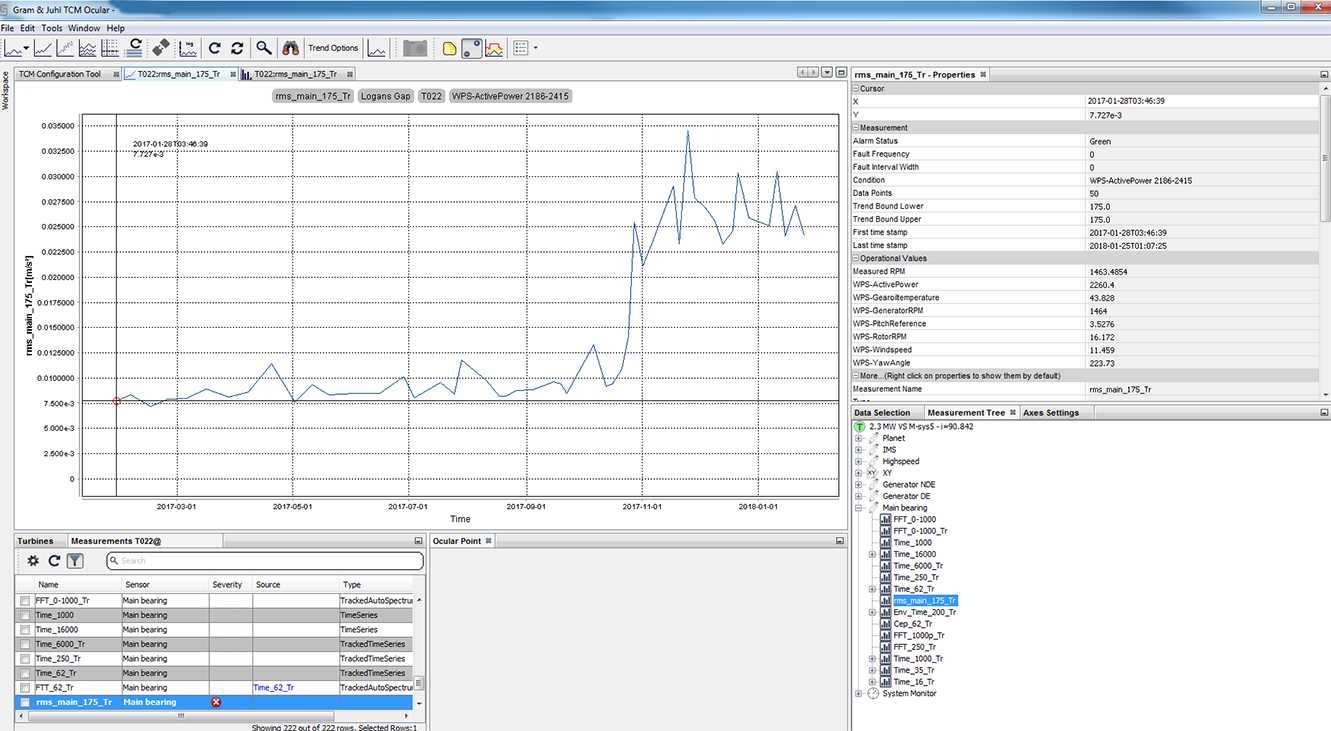 Gram & Juhl TCM Ocular -
File Edit Tools Window Help
Trend Options
Workspace
TCM Configuration Tool T022:rms_main_175_Tr T022:rms_main_175_Tr
rms_main_175_Tr Logans Gap T022 WPS-ActivePower 2186-2415
rms_main_175_Tr[m/s²]
0.035000
0.032500
0.030000
0.027500
0.025000
0.022500
0.020000
0.0175000
0.0150000
0.0125000
0.0100000
7.500e-3
5.000e-3
2.500e-3
0
2017-01-28T03:46:39
7.727e-3
2017-03-01 2017-05-01 2017-07-01 2017-09-01 2017-11-01 2018-01-01
Time
rms_main_175_Tr - Properties
Cursor
X 2017-01-28T03:46:39
Y 7.727e-3
Measurement
Alarm Status Green
Fault Frequency 0
Fault Interval Width 0
Condition WPS-ActivePower 2186-2415
Data Points 50
Trend Bound Lower 175.0
Trend Bound Upper 175.0
First time stamp 2017-01-28T03:46:39
Last time stamp 2018-01-25T01:07:25
Operational Values
Measured RPM 1463.4854
WPS-ActivePower 2260.4
WPS-Gearoiltemperature 43.828
WPS-GeneratorRPM 1464
WPS-PitchReference 3.5276
WPS-RotorRPM 16.172
WPS-Windspeed 11.459
WPS-YawAngle 223.73
More...(Right click on properties to show them by default)
Measurement Name rms_main_175_Tr
Data Selection Measurement Tree Axes Settings
T 2.3 MW VS M-sys5 - i=90.842
Planet
IMS
Highspeed
XY XY
Generator NDE
Generator DE
Main bearing
FFT_0-1000
FFT_0-1000_Tr
Time_1000
Time_16000
Time_6000_Tr
Time_250_Tr
Time_62_Tr
rms_main_175_Tr
Env_Time_200_Tr
Cep_62_Tr
FFT_1000p_Tr
FFT_250_Tr
Time_1000_Tr
Time_35_Tr
Time_16_Tr
System Monitor
Turbines Measurements T022@
Search
Name Sensor Severity Source Type
FFT_0-1000_Tr Main bearing TrackedAutoSpectru
Time_1000 Main bearing TimeSeries
Time_16000 Main bearing TimeSeries
Time_6000_Tr Main bearing TrackedTimeSeries
Time_250_Tr Main bearing TrackedTimeSeries
Time_62_Tr Main bearing TrackedTimeSeries
FTT_62_Tr Main bearing Time_62_Tr TrackedAutoSpectru
rms_main_175_Tr Main bearing
Showing 222 out of 222 rows, Selected Rows:1
Ocular Point